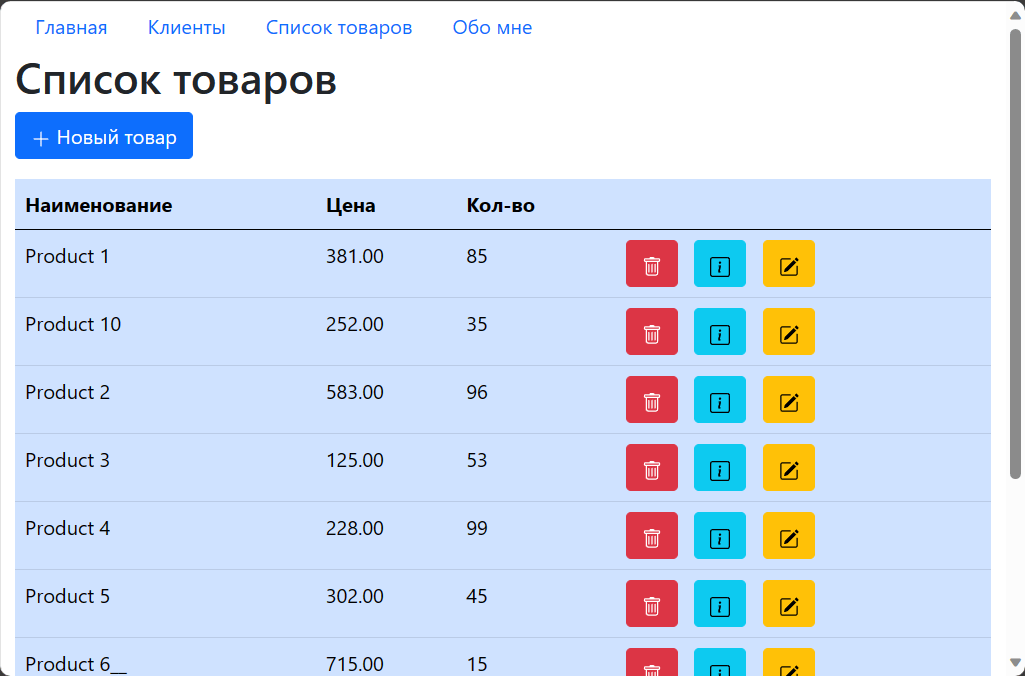 Главная Клиенты Список товаров Обо мне
Список товаров
+ Новый товар
Наименование Цена Кол-во
Product 1 381.00 85
Product 10 252.00 35
Product 2 583.00 96
Product 3 125.00 53
Product 4 228.00 99
Product 5 302.00 45
Product 6__ 715.00 15